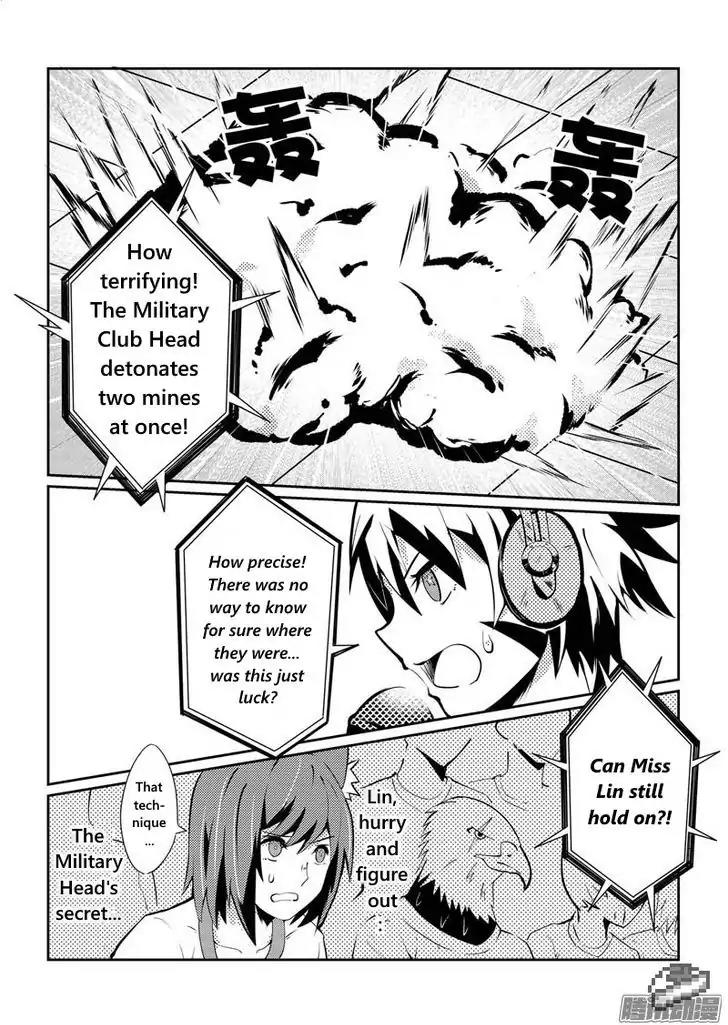 轰
轰
How
terrifying!
The Military
Club Head
detonates
two mines
at once!
How precise!
There was no
way to know
for sure where
they were...
was this just
luck?
Can Miss
Lin still
hold on?!
That
tech-
nique
...
The
Military
Head's
secret...
Lin,
hurry
and
figure
out
...
腾讯动漫